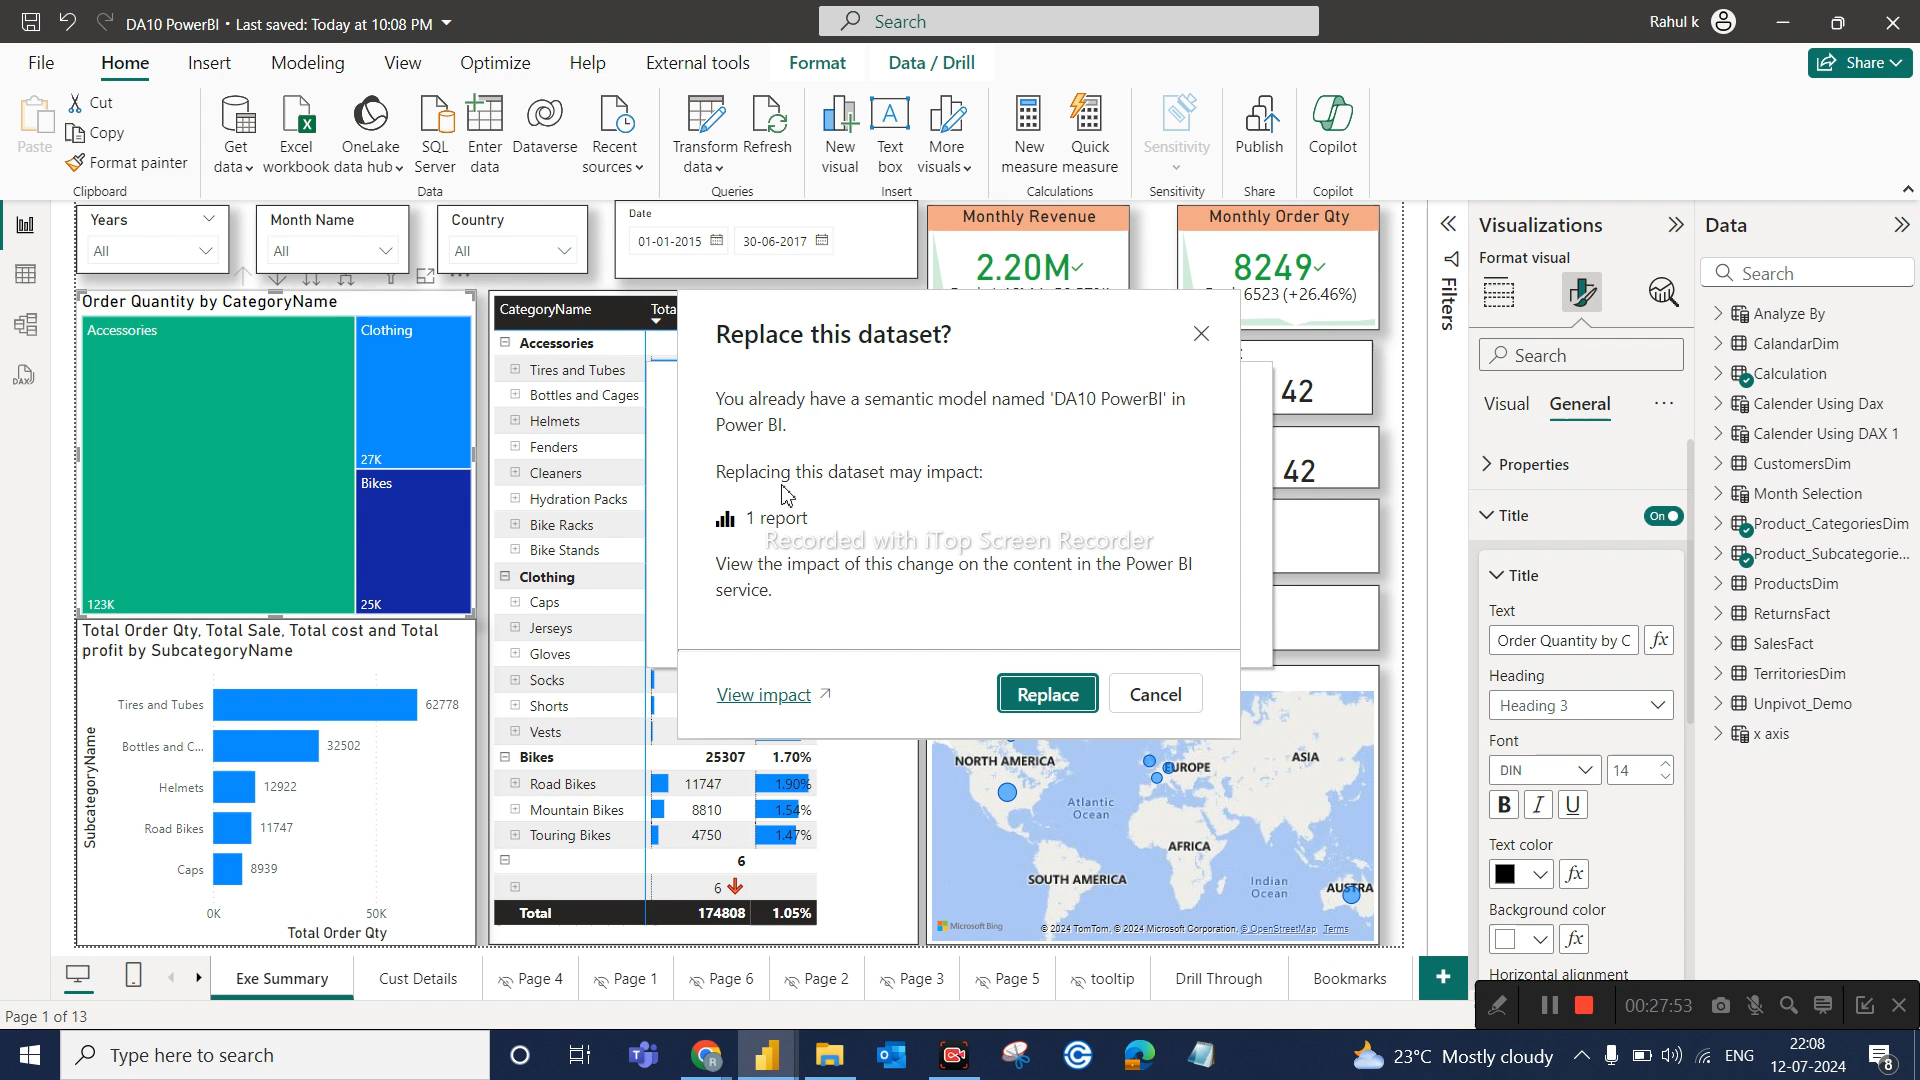 DA10 PowerBI • Last saved: Today at 10:08 PM
Search
Rahul k
File
Home
Insert
Modeling
View
Optimize
Help
External tools
Format
Data / Drill
Share
Paste
Cut
Copy
Format painter
Clipboard
Get data
Excel workbook
OneLake data hub
SQL Server
Enter data
Dataverse
Recent sources
Data
Transform data
Refresh
Queries
New visual
Text box
More visuals
Insert
New measure
Quick measure
Calculations
Sensitivity
Sensitivity
Publish
Share
Copilot
Copilot
Years
All
Month Name
All
Country
All
Date
01-01-2015
30-06-2017
Monthly Revenue
2.20M
Monthly Order Qty
8249
6523 (+26.46%)
42
42
Order Quantity by CategoryName
Accessories
123K
Clothing
27K
Bikes
25K
Total Order Qty, Total Sale, Total cost and Total
profit by SubcategoryName
SubcategoryName
Tires and Tubes 62778
Bottles and C... 32502
Helmets 12922
Road Bikes 11747
Caps 8939
0K 50K
Total Order Qty
CategoryName Tota
Accessories
Tires and Tubes
Bottles and Cages
Helmets
Fenders
Cleaners
Hydration Packs
Bike Racks
Bike Stands
Clothing
Caps
Jerseys
Gloves
Socks
Shorts
Vests
Bikes 25307 1.70%
Road Bikes 11747 1.90%
Mountain Bikes 8810 1.54%
Touring Bikes 4750 1.47%
6
6
Total 174808 1.05%
Replace this dataset?
You already have a semantic model named 'DA10 PowerBI' in
Power BI.
Replacing this dataset may impact:
1 report
Recorded with iTop Screen Recorder
View the impact of this change on the content in the Power BI
service.
View impact
Replace
Cancel
NORTH AMERICA
EUROPE
ASIA
Atlantic
Ocean
AFRICA
SOUTH AMERICA
Indian
Ocean
AUSTRA
Microsoft Bing
© 2024 TomTom, © 2024 Microsoft Corporation, © OpenStreetMap Terms
Filters
Visualizations
Format visual
Search
Visual
General
Properties
Title
On
Title
Text
Order Quantity by C
fx
Heading
Heading 3
Font
DIN
14
B
I
U
Text color
fx
Background color
fx
Horizontal alignment
Data
Search
Analyze By
CalandarDim
Calculation
Calender Using Dax
Calender Using DAX 1
CustomersDim
Month Selection
Product_CategoriesDim
Product_Subcategorie...
ProductsDim
ReturnsFact
SalesFact
TerritoriesDim
Unpivot_Demo
x axis
Exe Summary
Cust Details
Page 4
Page 1
Page 6
Page 2
Page 3
Page 5
tooltip
Drill Through
Bookmarks
+
Page 1 of 13
00:27:53
Type here to search
23°C Mostly cloudy
ENG
22:08
12-07-2024
8